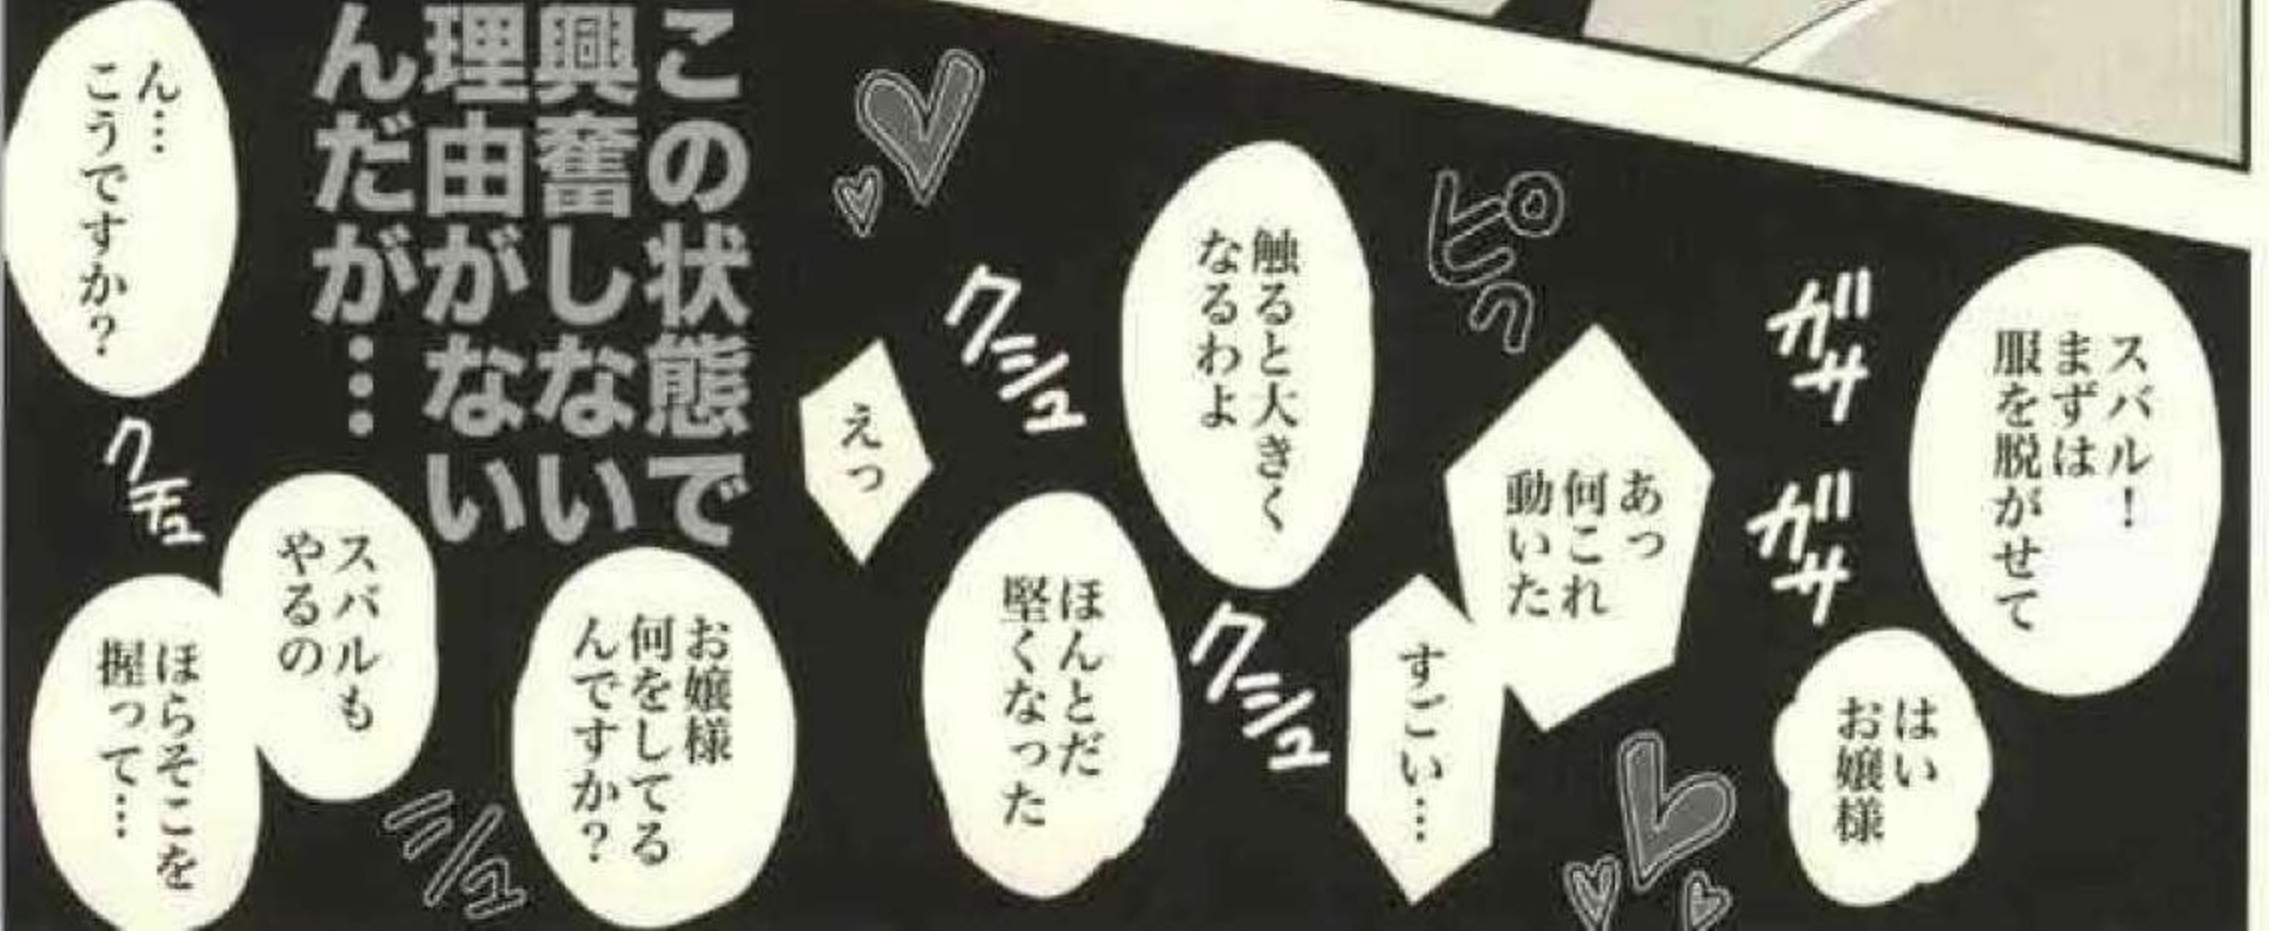 スバル!
まずは
服を脱がせて
ガサ
ガサ
はい
お嬢様
ピク
あっ
何これ
動いた
すごい…
触ると大きく
なるわよ
クシュ
クシュ
ほんとだ
堅くなった
えっ
この状態で
興奮しない
理由がない
んだが…
お嬢様
何をしてる
んですか?
スバルも
やるの
ほらそこを
握って…
ん…
こうですか?
クチュ